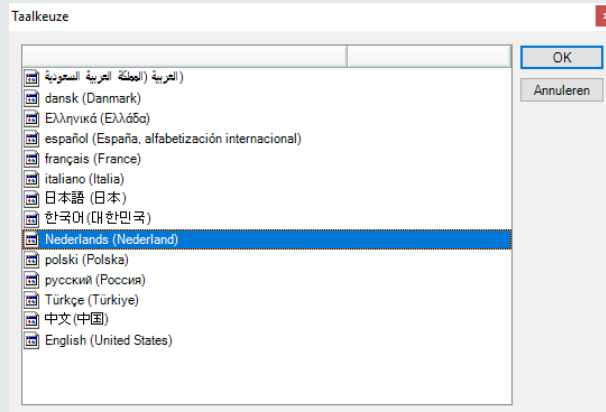 Taalkeuze
OK
Annuleren
العربية (المملكة العربية السعودية)
dansk (Danmark)
Ελληνικά (Ελλάδα)
español (España, alfabetización internacional)
français (France)
italiano (Italia)
日本語 (日本)
한국어(대한민국)
Nederlands (Nederland)
polski (Polska)
русский (Россия)
Türkçe (Türkiye)
中文(中国)
English (United States)